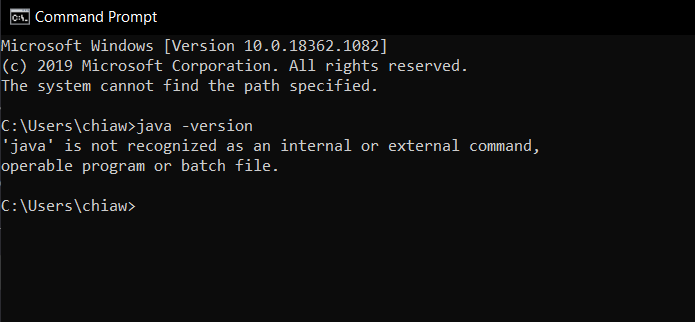 Command Prompt
Microsoft Windows [Version 10.0.18362.1082]
(c) 2019 Microsoft Corporation. All rights reserved.
The system cannot find the path specified.
C:\Users\chiaw>java -version
'java' is not recognized as an internal or external command,
operable program or batch file.
C:\Users\chiaw>